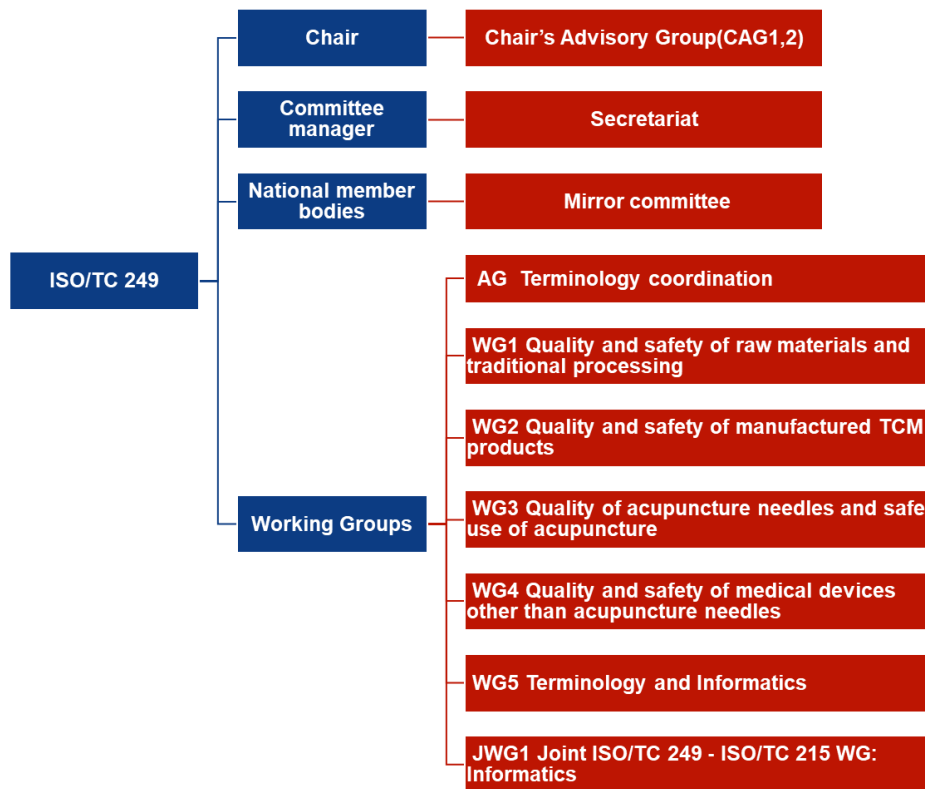 Chair
Chair's Advisory Group(CAG1,2)
Committee
manager
Secretariat
National member
bodies
Mirror committee
ISO/TC 249
AG  Terminology coordination
WG1 Quality and safety of raw materials and
traditional processing
WG2 Quality and safety of manufactured TCM
products
WG3 Quality of acupuncture needles and safe
use of acupuncture
Working Groups
WG4 Quality and safety of medical devices
other than acupuncture needles
WG5 Terminology and Informatics
JWG1 Joint ISO/TC 249 - ISO/TC 215 WG:
Informatics